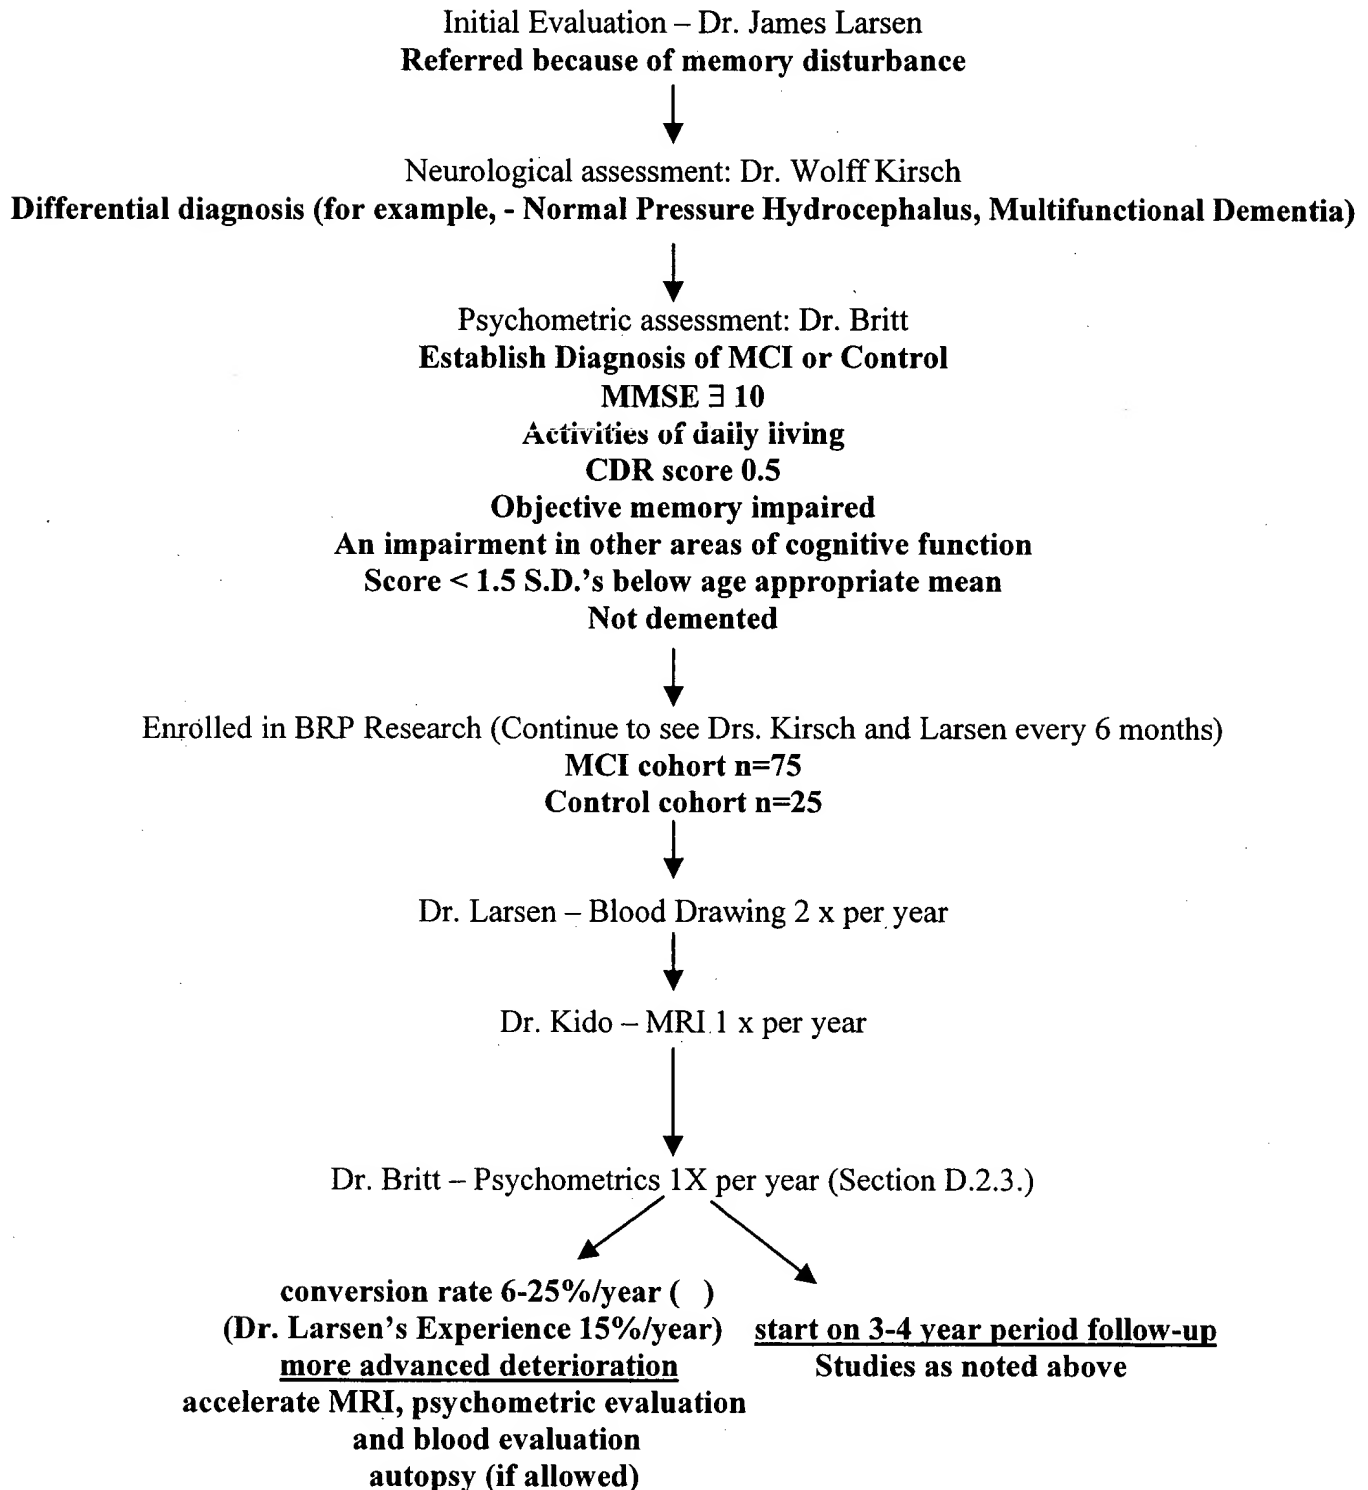 Initial Evaluation – Dr. James Larsen
Referred because of memory disturbance
Neurological assessment: Dr. Wolff Kirsch
Differential diagnosis (for example, - Normal Pressure Hydrocephalus, Multifunctional Dementia)
Psychometric assessment: Dr. Britt
Establish Diagnosis of MCI or Control
MMSE ∃ 10
Activities of daily living
CDR score 0.5
Objective memory impaired
An impairment in other areas of cognitive function
Score < 1.5 S.D.'s below age appropriate mean
Not demented
Enrolled in BRP Research (Continue to see Drs. Kirsch and Larsen every 6 months)
MCI cohort n=75
Control cohort n=25
Dr. Larsen – Blood Drawing 2 x per year
Dr. Kido – MRI 1 x per year
Dr. Britt – Psychometrics 1X per year (Section D.2.3.)
conversion rate 6-25%/year ( )
(Dr. Larsen's Experience 15%/year)
more advanced deterioration
accelerate MRI, psychometric evaluation
and blood evaluation
autopsy (if allowed)
start on 3-4 year period follow-up
Studies as noted above